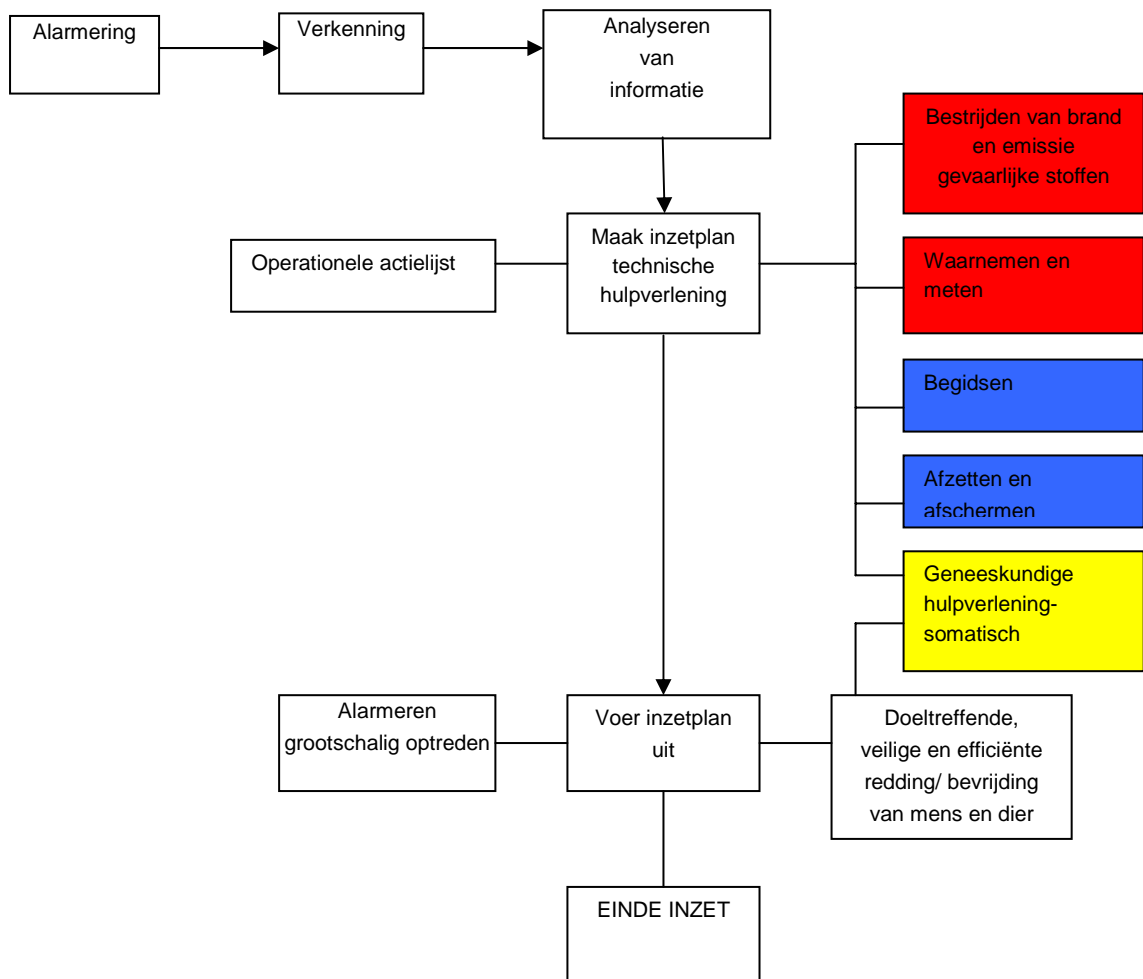 Alarmering
Verkenning
Analyseren
van
informatie
Bestrijden van brand
en emissie
gevaarlijke stoffen
Operationele actielijst
Maak inzetplan
technische
hulpverlening
Waarnemen en
meten
Begidsen
Afzetten en
afschermen
Geneeskundige
hulpverlening-
somatisch
Alarmeren
grootschalig optreden
Voer inzetplan
uit
Doeltreffende,
veilige en efficiënte
redding/ bevrijding
van mens en dier
EINDE INZET